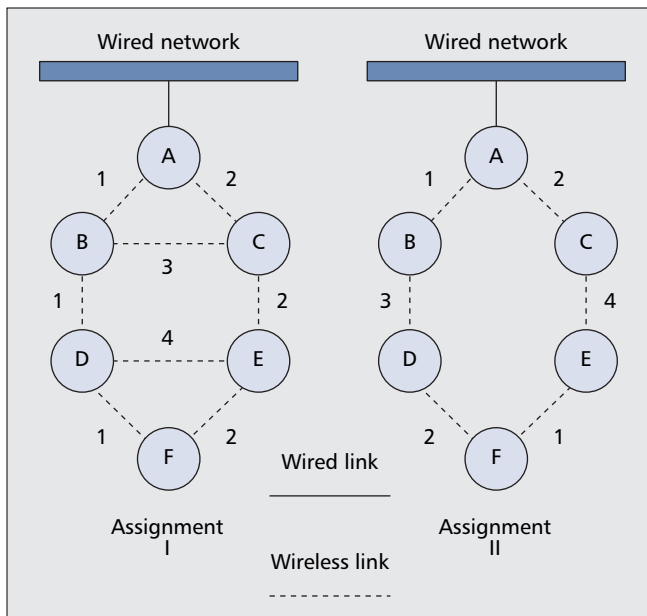 Wired network
Wired network
A
A
1
2
1
2
B
C
B
C
3
1
2
3
4
4
D
E
D
E
1
2
2
1
F
F
Wired link
Assignment
I
Assignment
II
Wireless link